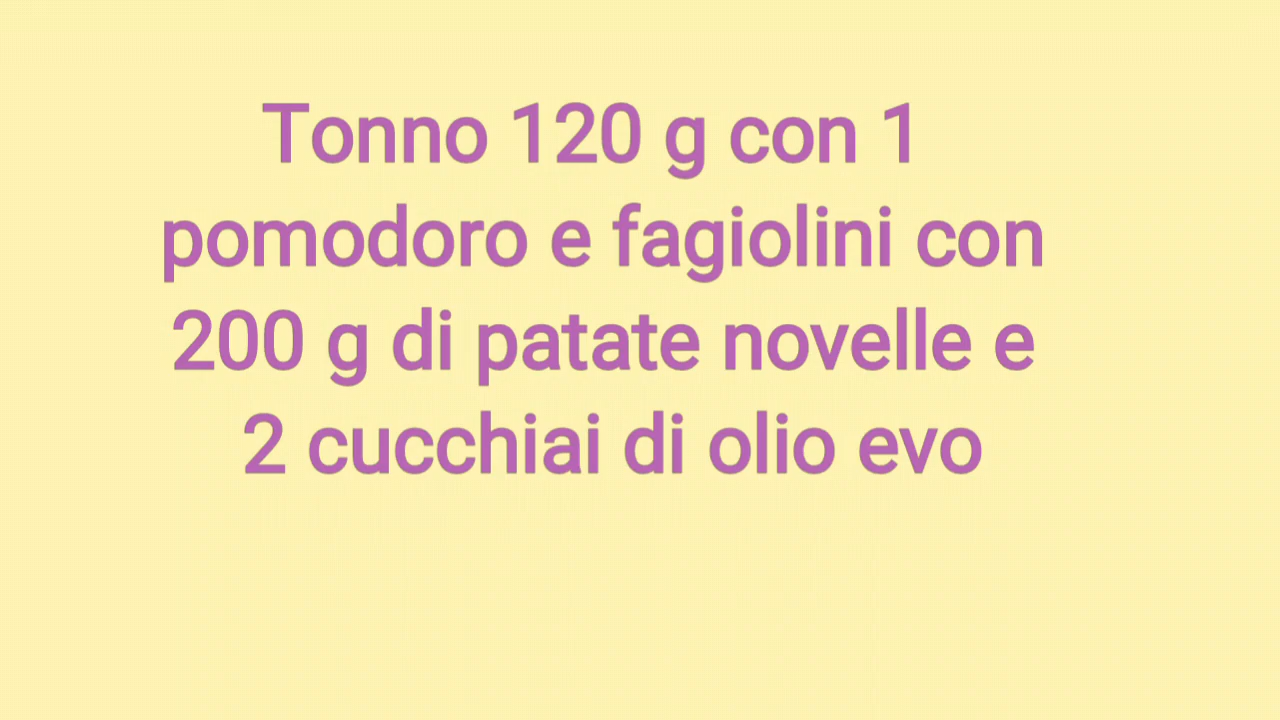 Tonno 120 g con 1
pomodoro e fagiolini con
200 g di patate novelle e
2 cucchiai di olio evo